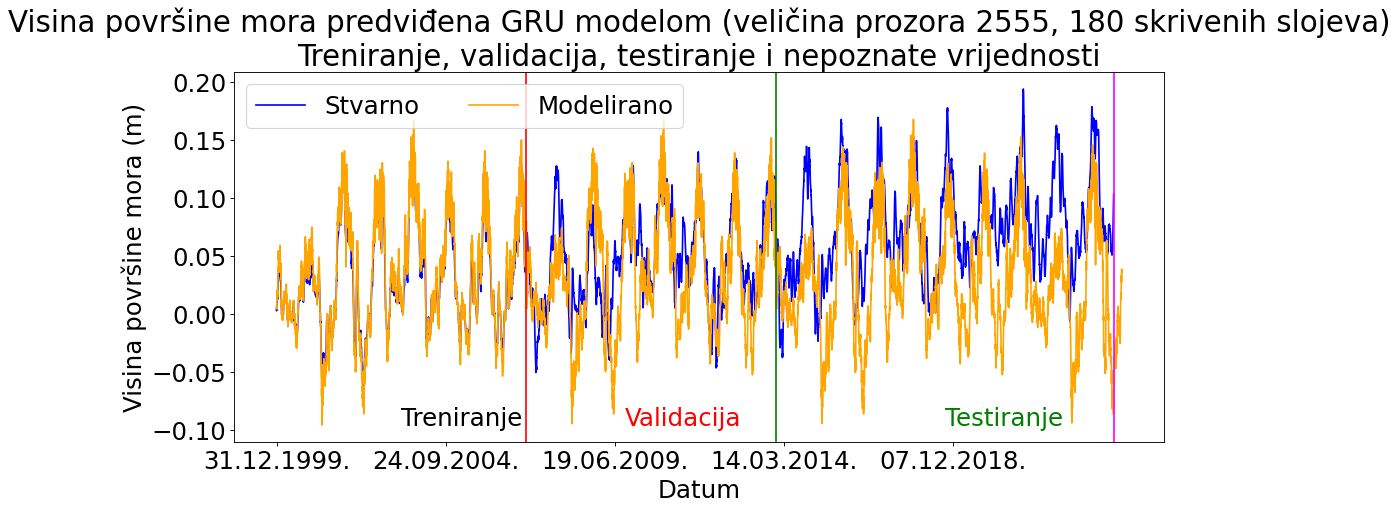 Visina površine mora predviđena GRU modelom (veličina prozora 2555, 180 skrivenih slojeva)
Treniranje, validacija, testiranje i nepoznate vrijednosti
Stvarno Modelirano
Visina površine mora (m)
0.20
0.15
0.10
0.05
0.00
−0.05
−0.10
Treniranje Validacija Testiranje
31.12.1999. 24.09.2004. 19.06.2009. 14.03.2014. 07.12.2018.
Datum